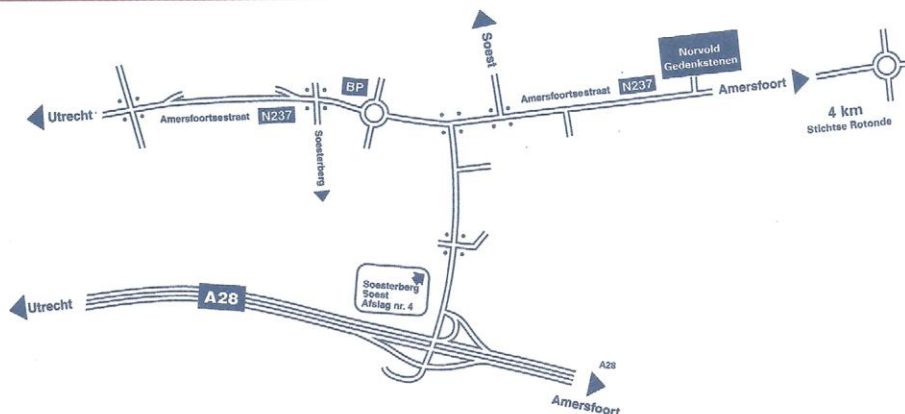 Soest
Norvold
Gedenkstenen
BP
Amersfoortsestraat N237
Amersfoort
Utrecht
Amersfoortsestraat N237
4 km
Stichtse Rotonde
Soesterberg
Soesterberg
Soest
Afslag nr. 4
A28
Utrecht
A28
Amersfoort